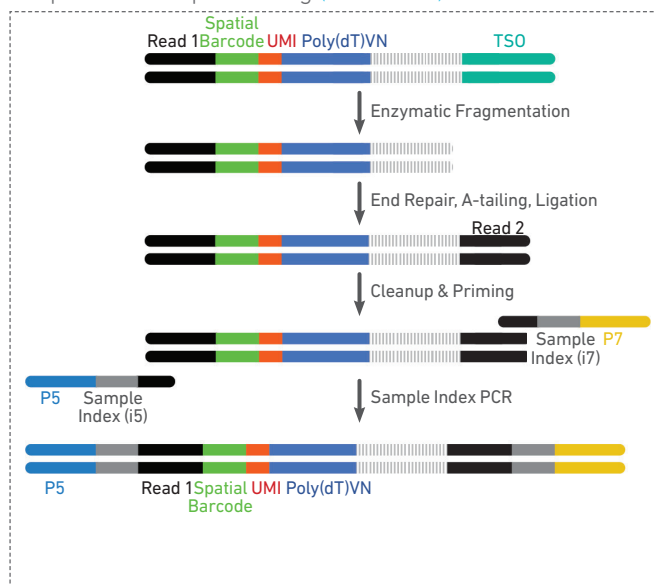 Spatial
Read 1 Barcode UMI Poly(dT)VN TSO
Enzymatic Fragmentation
End Repair, A-tailing, Ligation
Read 2
Cleanup & Priming
Sample P7
Index (i7)
P5 Sample
Index (i5)
Sample Index PCR
P5 Read 1 Spatial UMI Poly(dT)VN
Barcode